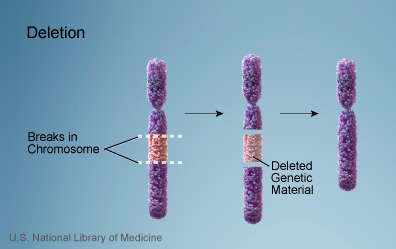 Deletion
Breaks in
Chromosome
Deleted
Genetic
Material
U.S. National Library of Medicine